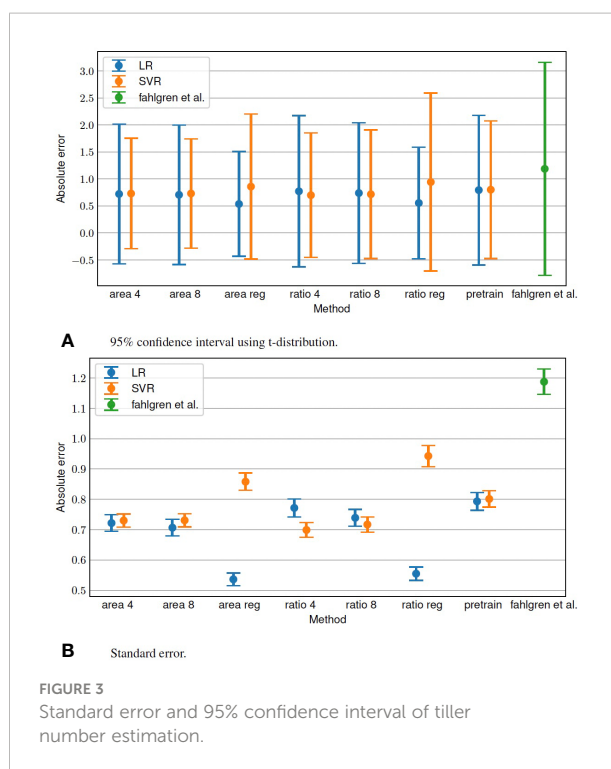 LR
SVR
fahlgren et al.
3.0
2.5
2.0
1.5
1.0
0.5
0.0
−0.5
Absolute error
area 4 area 8 area reg ratio 4 ratio 8 ratio reg pretrain fahlgren et al.
Method
A 95% confidence interval using t-distribution.
LR
SVR
fahlgren et al.
1.2
1.1
1.0
0.9
0.8
0.7
0.6
0.5
Absolute error
area 4 area 8 area reg ratio 4 ratio 8 ratio reg pretrain fahlgren et al.
Method
B Standard error.
FIGURE 3
Standard error and 95% confidence interval of tiller
number estimation.